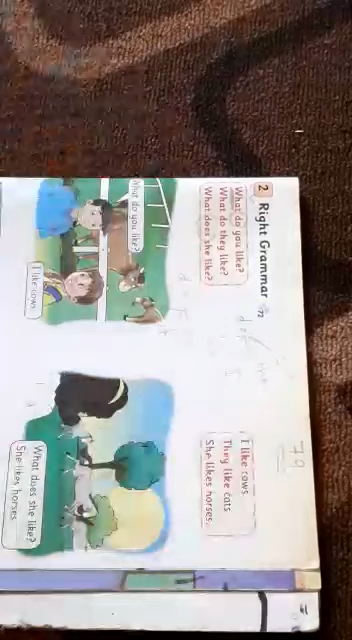 2 Right Grammar 72
What do you like?
What do they like?
What does she like?
I like cows.
They like cats
She likes horses.
What do you like?
I like cows.
What does she like?
She likes horses
79